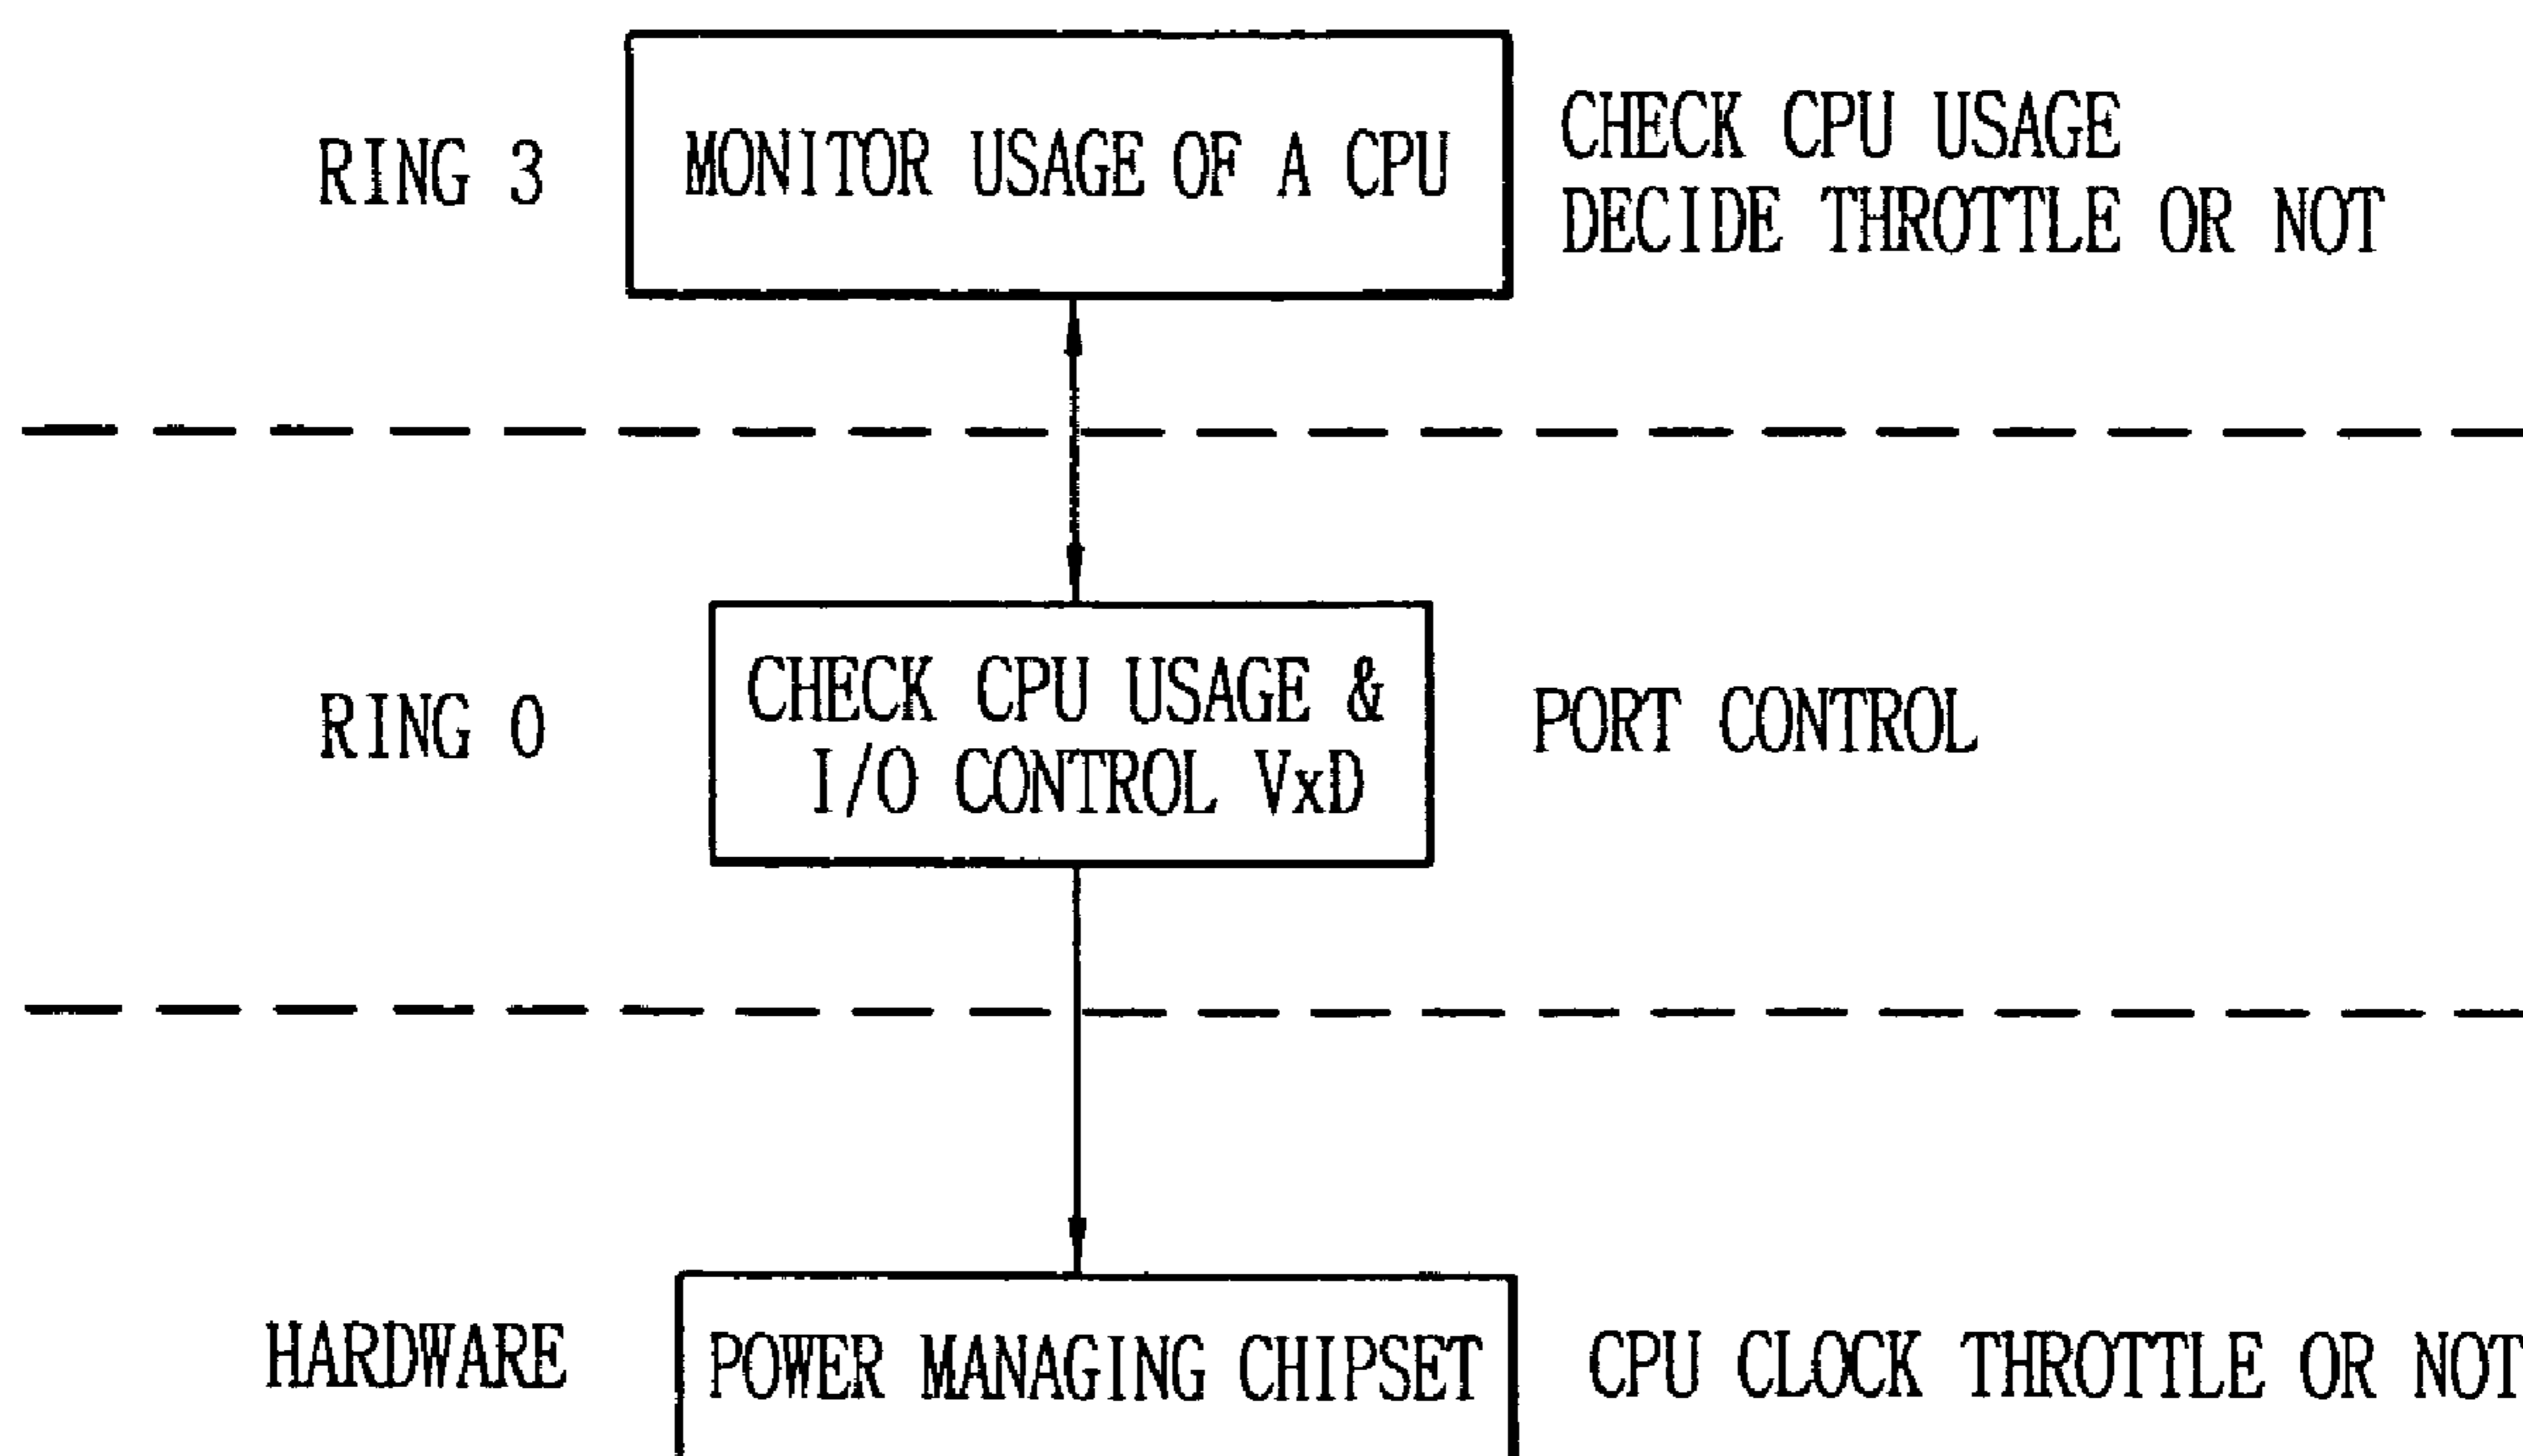 RING 3
MONITOR USAGE OF A CPU
CHECK CPU USAGE
DECIDE THROTTLE OR NOT
RING 0
CHECK CPU USAGE &
I/O CONTROL VxD
PORT CONTROL
HARDWARE
POWER MANAGING CHIPSET
CPU CLOCK THROTTLE OR NOT